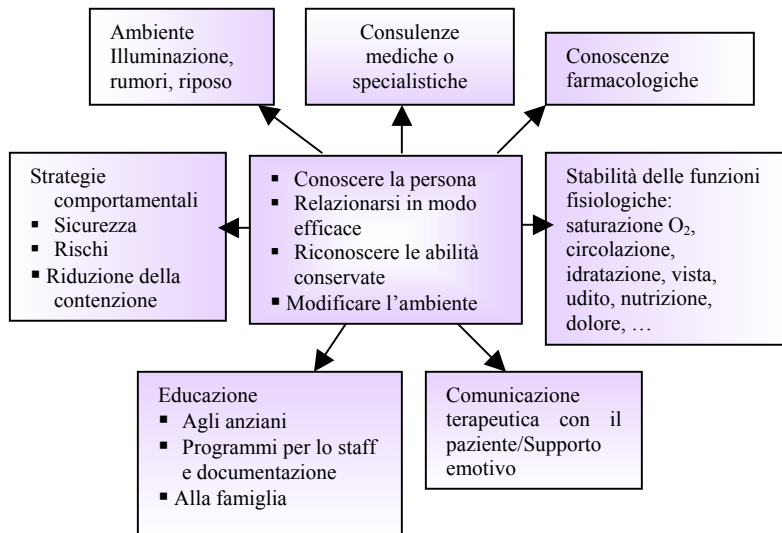 Ambiente
Illuminazione,
rumori, riposo
Consulenze
mediche o
specialistiche
Conoscenze
farmacologiche
Strategie
comportamentali
▪ Sicurezza
▪ Rischi
▪ Riduzione della
contenzione
▪ Conoscere la persona
▪ Relazionarsi in modo
efficace
▪ Riconoscere le abilità
conservate
▪ Modificare l’ambiente
Stabilità delle funzioni
fisiologiche:
saturazione O₂,
circolazione,
idratazione, vista,
udito, nutrizione,
dolore, …
Educazione
▪ Agli anziani
▪ Programmi per lo staff
e documentazione
▪ Alla famiglia
Comunicazione
terapeutica con il
paziente/Supporto
emotivo